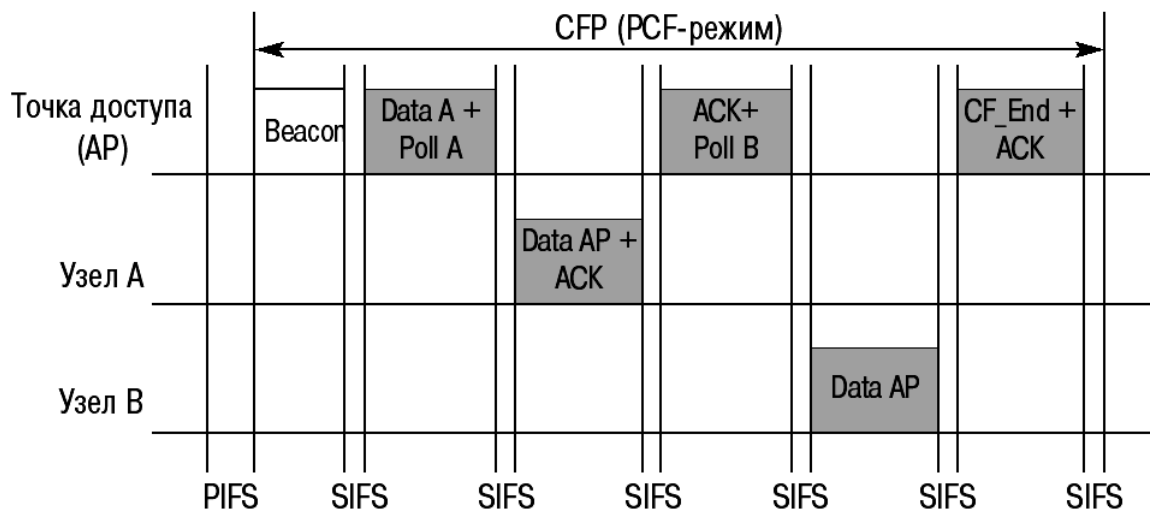 CFP (PCF-режим)
Точка доступа
(AP)
Beacon
Data A +
Poll A
ACK+
Poll B
CF_End +
ACK
Узел А
Data AP +
ACK
Узел В
Data AP
PIFS SIFS SIFS SIFS SIFS SIFS SIFS